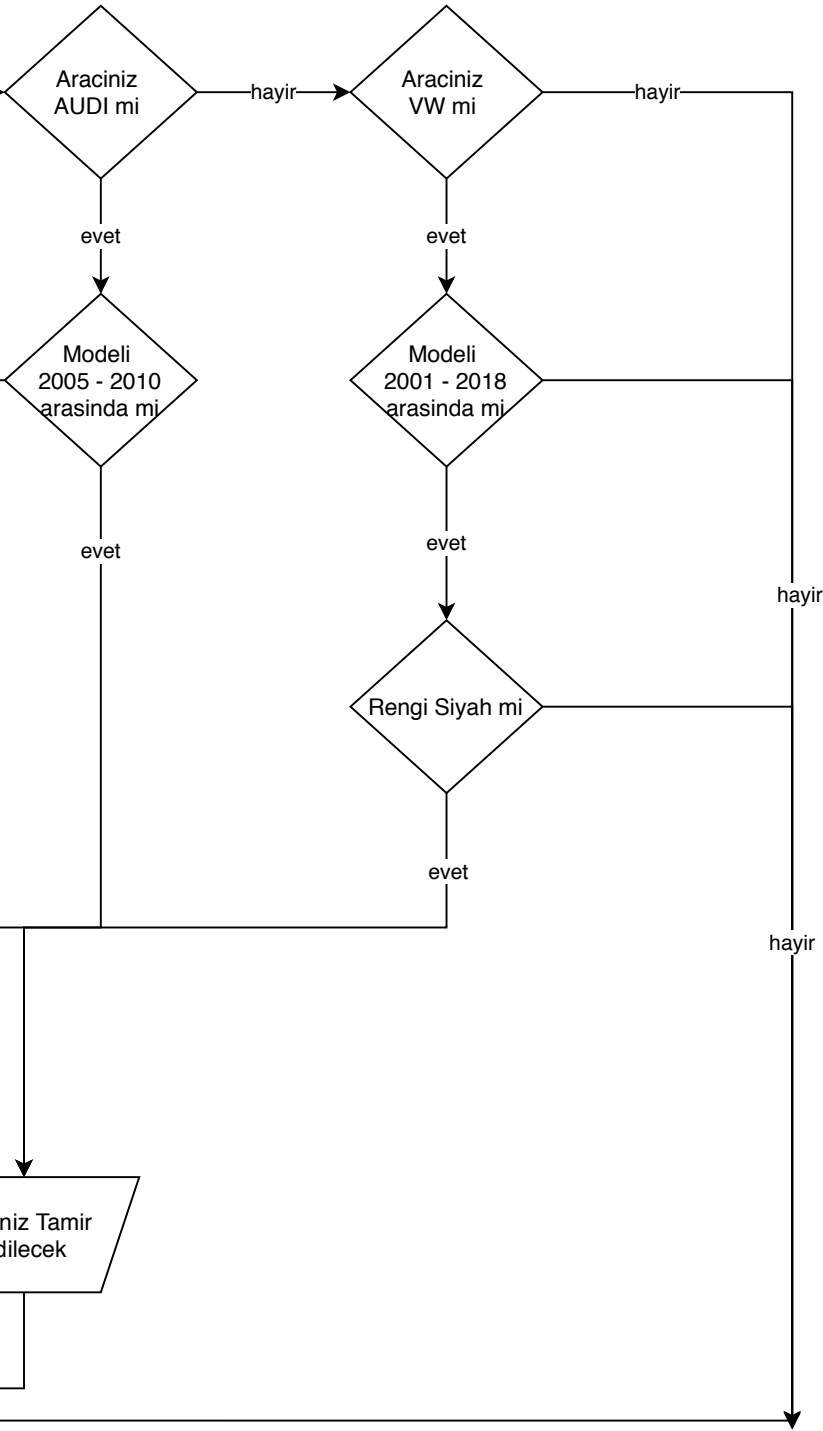 Araciniz
AUDI mi
hayir
Araciniz
VW mi
hayir
evet
evet
Modeli
2005 - 2010
arasinda mi
Modeli
2001 - 2018
arasinda mi
evet
evet
hayir
Rengi Siyah mi
evet
hayir
niz Tamir
dilecek